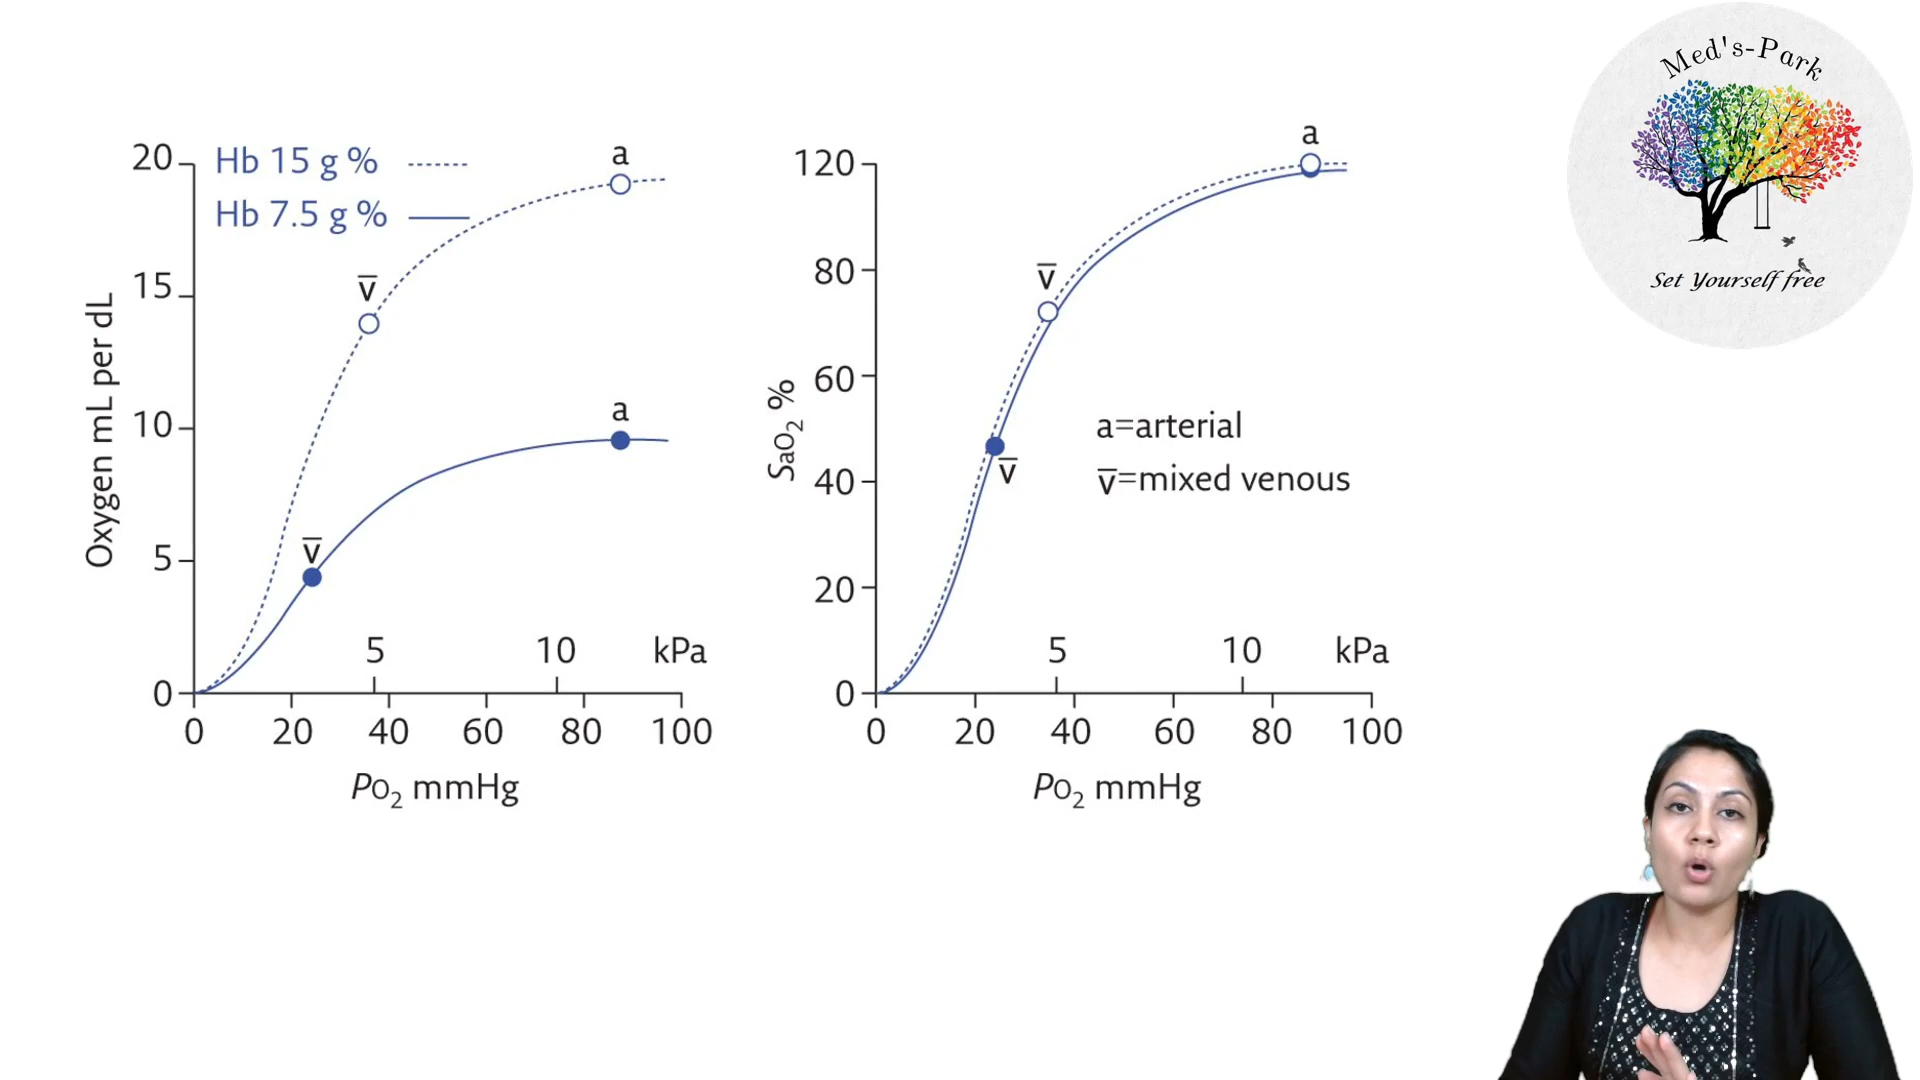 Med's-Park
Set Yourself free
Hb 15 g %
Hb 7.5 g %
Oxygen mL per dL
20
15
10
5
0
a
v̅
a
v̅
5 10 kPa
0 20 40 60 80 100
PO₂ mmHg
SaO₂ %
120
80
60
40
20
0
a
v̅
v̅
a=arterial
v̅=mixed venous
5 10 kPa
0 20 40 60 80 100
PO₂ mmHg